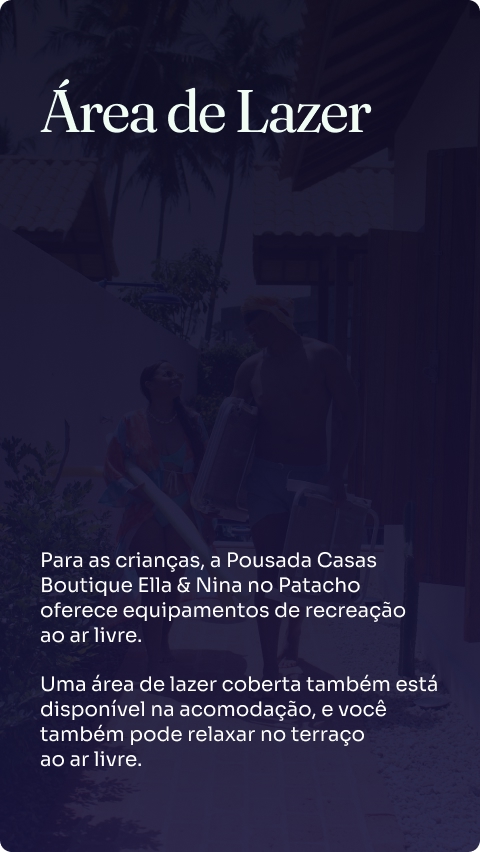 Área de Lazer
Para as crianças, a Pousada Casas
Boutique Ella & Nina no Patacho
oferece equipamentos de recreação
ao ar livre.
Uma área de lazer coberta também está
disponível na acomodação, e você
também pode relaxar no terraço
ao ar livre.